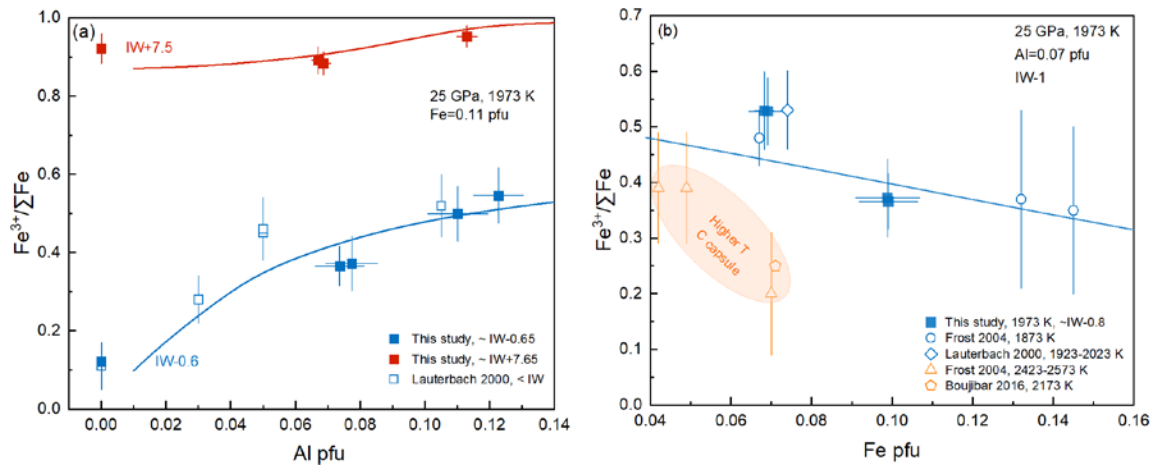 (a)
IW+7.5
25 GPa, 1973 K
Fe=0.11 pfu
IW-0.6
This study, ~ IW-0.65
This study, ~ IW+7.65
Lauterbach 2000, < IW
Fe3+/∑Fe
1.0
0.8
0.6
0.4
0.2
0.0
0.00 0.02 0.04 0.06 0.08 0.10 0.12 0.14
Al pfu
(b)
25 GPa, 1973 K
Al=0.07 pfu
IW-1
Higher T
C capsule
This study, 1973 K, ~IW-0.8
Frost 2004, 1873 K
Lauterbach 2000, 1923-2023 K
Frost 2004, 2423-2573 K
Boujibar 2016, 2173 K
Fe3+/∑Fe
0.7
0.6
0.5
0.4
0.3
0.2
0.1
0.0
0.04 0.06 0.08 0.10 0.12 0.14 0.16
Fe pfu